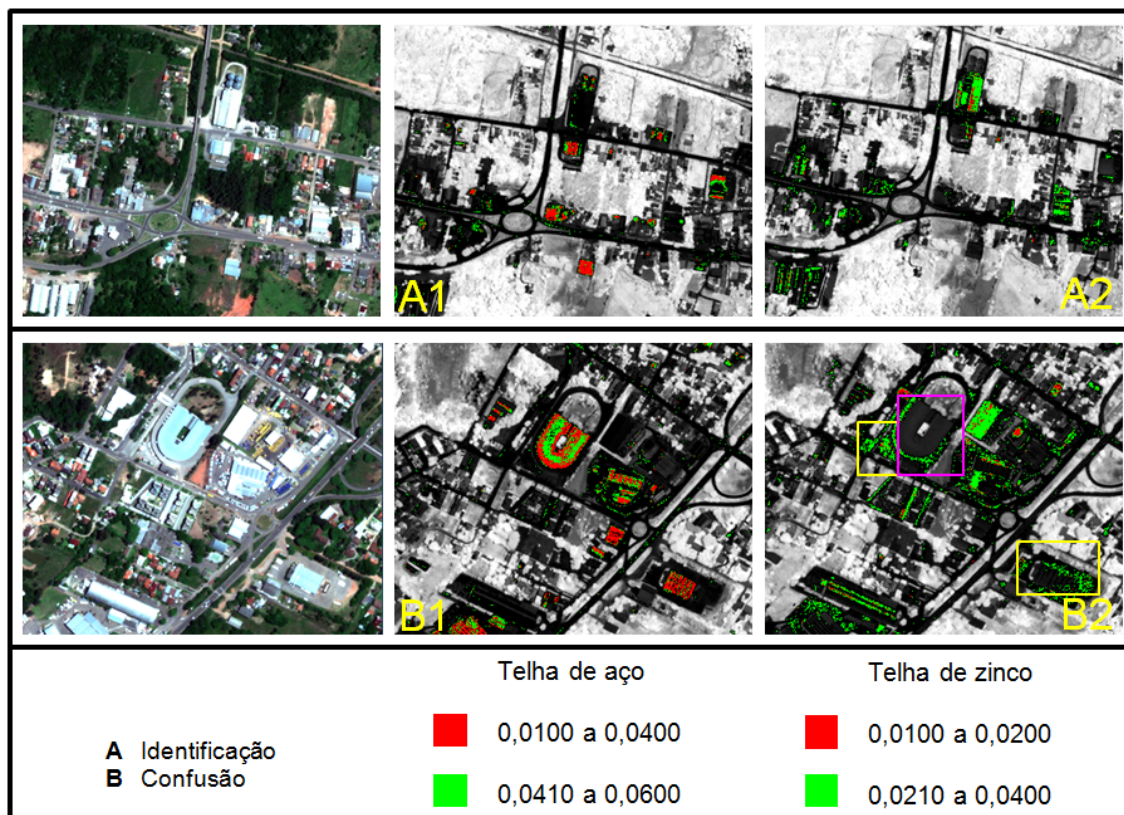 A1
A2
B1
B2
Telha de aço
Telha de zinco
0,0100 a 0,0400
0,0100 a 0,0200
A Identificação
B Confusão
0,0410 a 0,0600
0,0210 a 0,0400